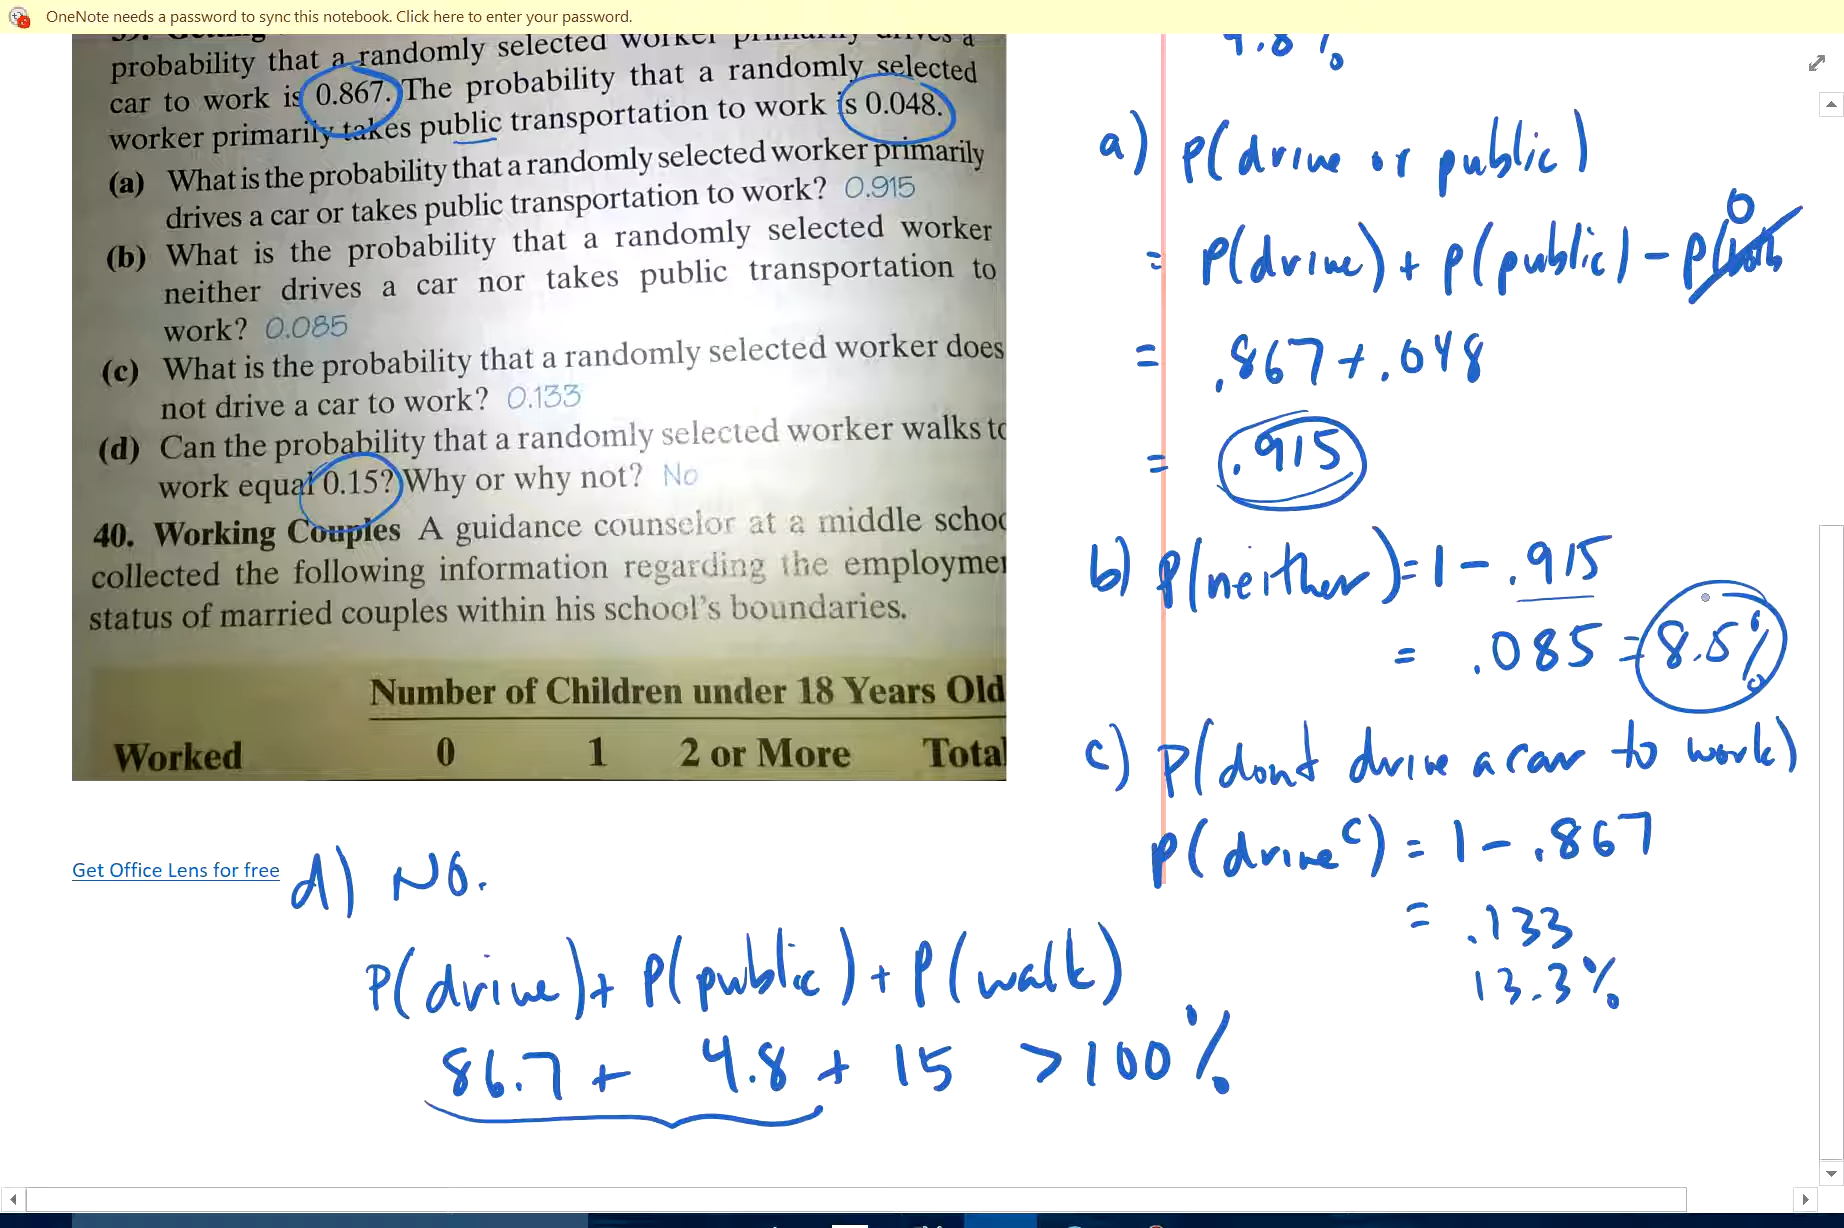 OneNote needs a password to sync this notebook. Click here to enter your password.
probability that a randomly selected worker primarily drives a
car to work is 0.867. The probability that a randomly selected
worker primarily takes public transportation to work is 0.048.
(a) What is the probability that a randomly selected worker primarily
drives a car or takes public transportation to work? 0.915
(b) What is the probability that a randomly selected worker
neither drives a car nor takes public transportation to
work? 0.085
(c) What is the probability that a randomly selected worker does
not drive a car to work? 0.133
(d) Can the probability that a randomly selected worker walks to
work equal 0.15? Why or why not? No
40. Working Couples A guidance counselor at a middle schoo
collected the following information regarding the employmen
status of married couples within his school's boundaries.
Number of Children under 18 Years Old
Worked 0 1 2 or More Total
Get Office Lens for free
d) No.
P(drive) + P(public) + P(walk)
86.7 + 4.8 + 15 > 100%
4.8%
a) P(drive or public)
= P(drive) + P(public) - P(both
0
= .867 + .048
= .915
b) P(neither) = 1 - .915
= .085 = 8.5%
c) P(dont drive a car to work)
P(drive^c) = 1 - .867
= .133
13.3%